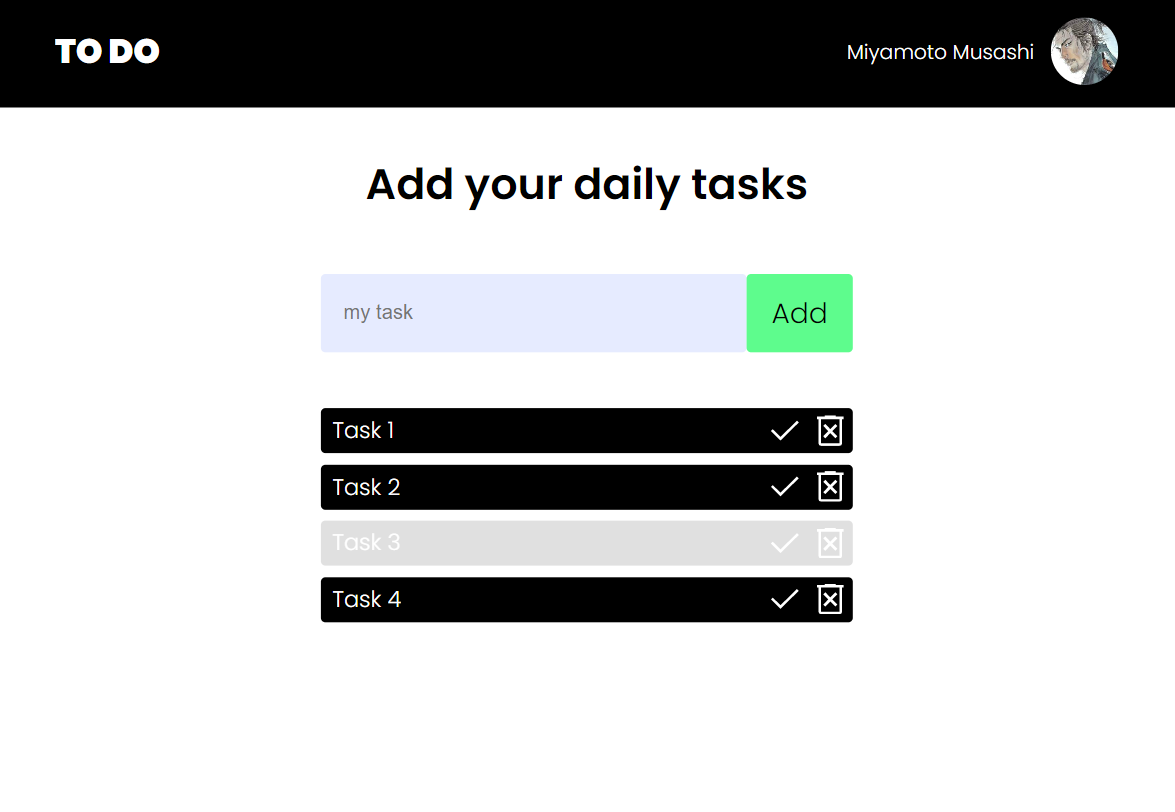 TO DO
Miyamoto Musashi
Add your daily tasks
my task
Add
Task 1
Task 2
Task 3
Task 4